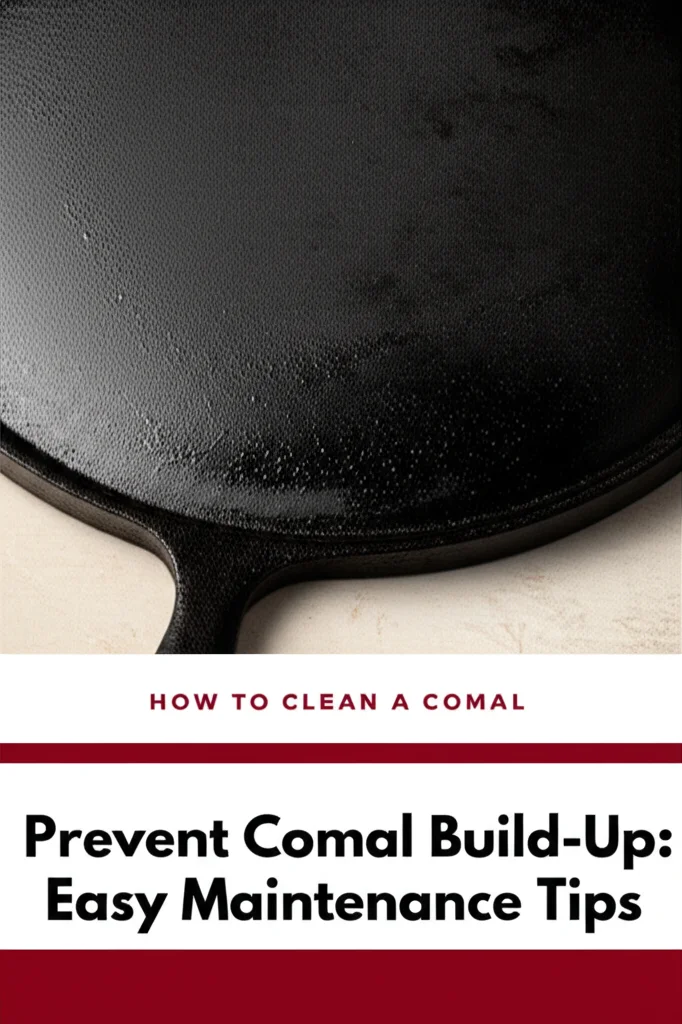 HOW TO CLEAN A COMAL
Prevent Comal Build-Up:
Easy Maintenance Tips